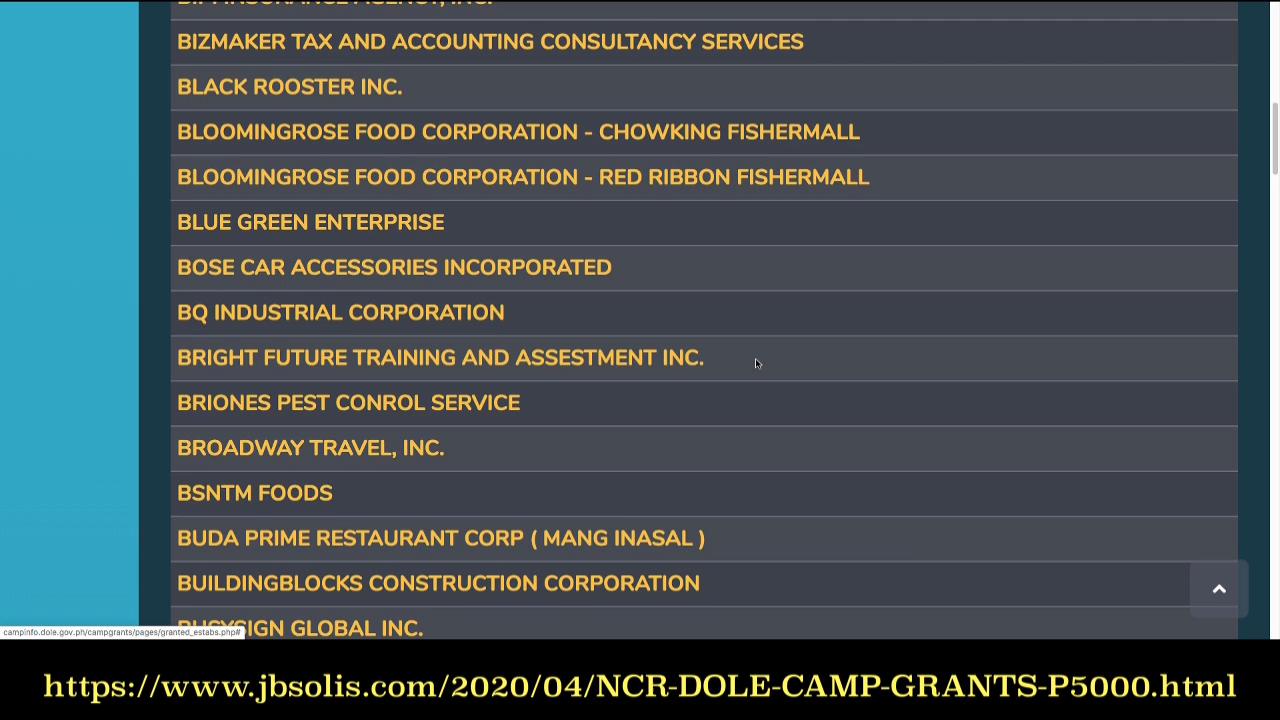 INSURANCE AGENCY, INC.
BIZMAKER TAX AND ACCOUNTING CONSULTANCY SERVICES
BLACK ROOSTER INC.
BLOOMINGROSE FOOD CORPORATION - CHOWKING FISHERMALL
BLOOMINGROSE FOOD CORPORATION - RED RIBBON FISHERMALL
BLUE GREEN ENTERPRISE
BOSE CAR ACCESSORIES INCORPORATED
BQ INDUSTRIAL CORPORATION
BRIGHT FUTURE TRAINING AND ASSESTMENT INC.
BRIONES PEST CONROL SERVICE
BROADWAY TRAVEL, INC.
BSNTM FOODS
BUDA PRIME RESTAURANT CORP ( MANG INASAL )
BUILDINGBLOCKS CONSTRUCTION CORPORATION
GLOBAL INC.
campinfo.dole.gov.ph/campgrants/pages/granted_estabs.php#
https://www.jbsolis.com/2020/04/NCR-DOLE-CAMP-GRANTS-P5000.html